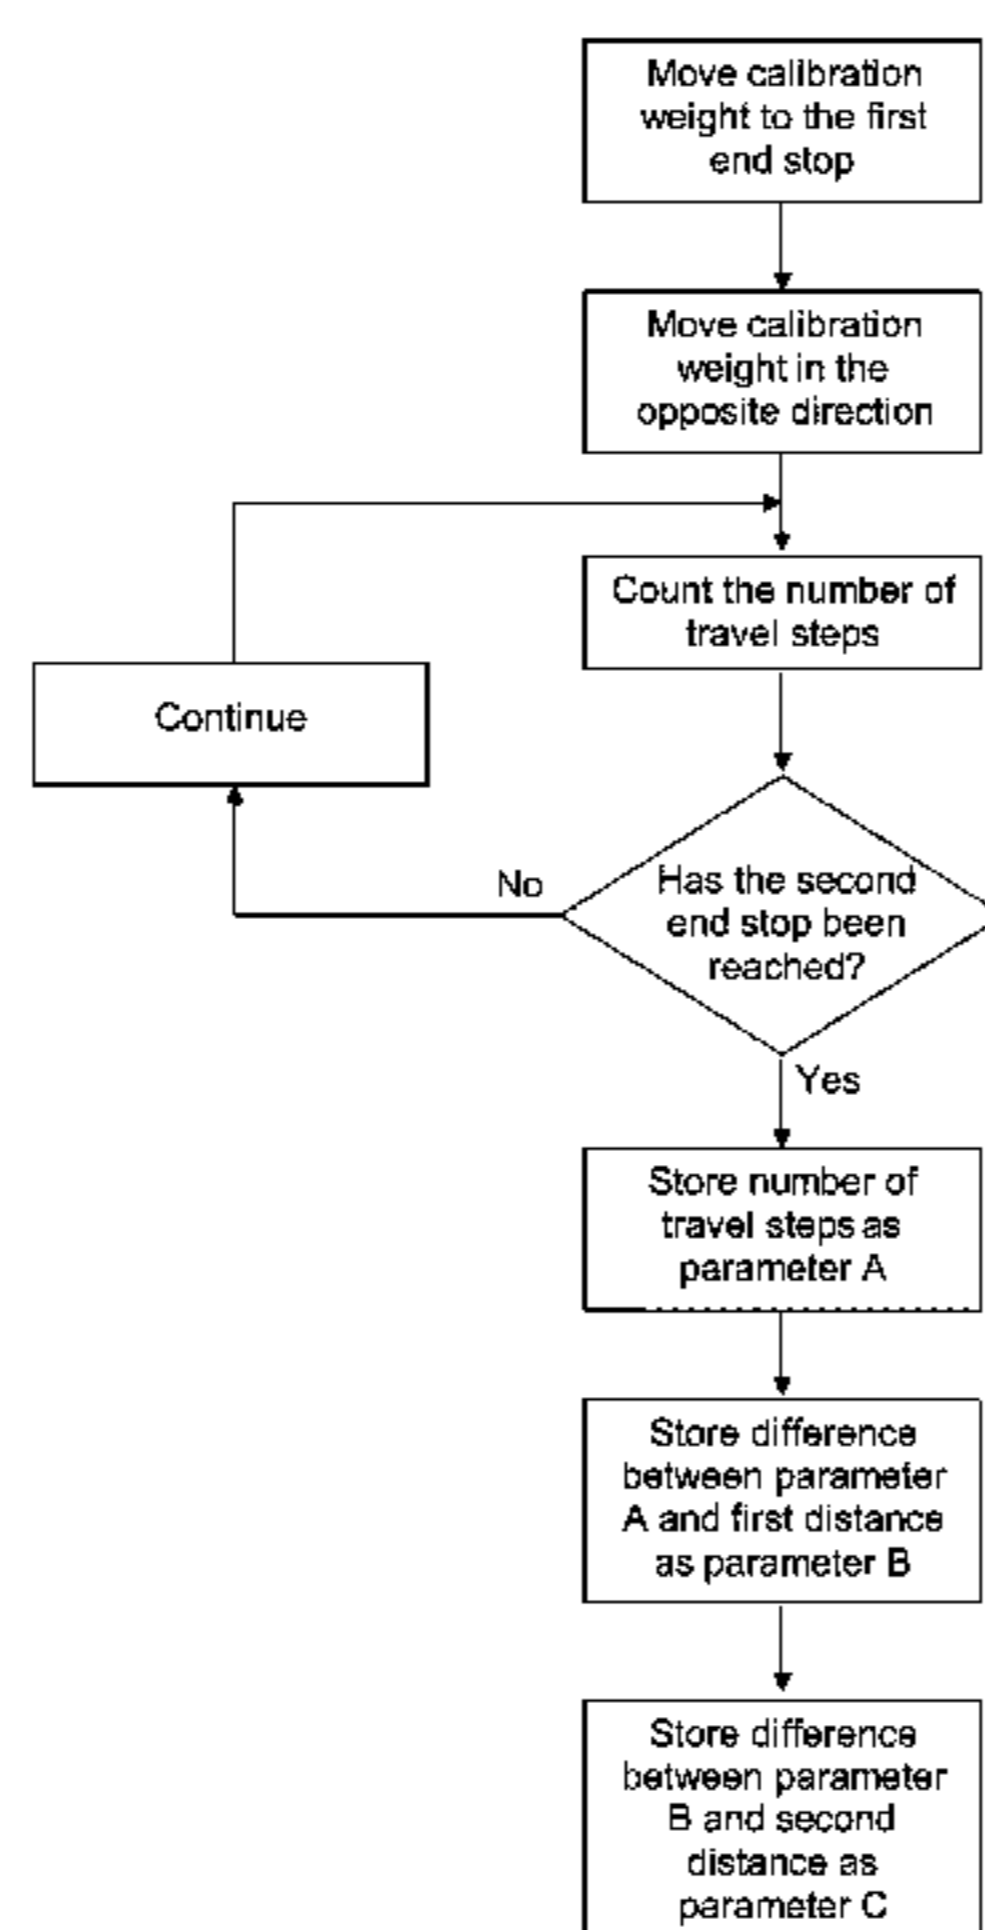 Move calibration
weight to the first
end stop
Move calibration
weight in the
opposite direction
Count the number of
travel steps
Continue
No
Has the second
end stop been
reached?
Yes
Store number of
travel steps as
parameter A
Store difference
between parameter
A and first distance
as parameter B
Store difference
between parameter
B and second
distance as
parameter C